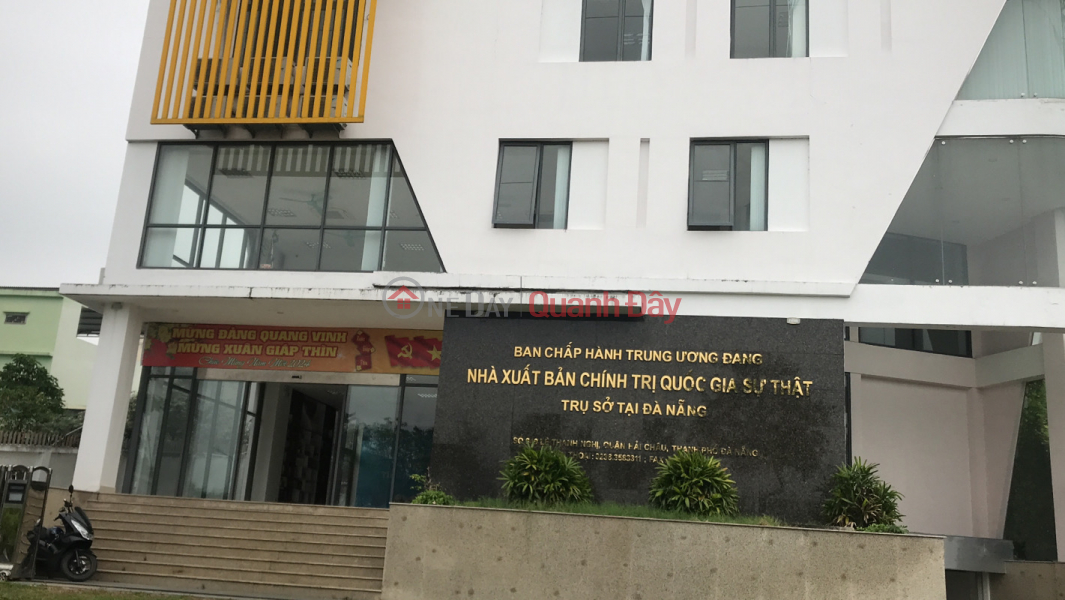 ONEDAY Quanh Đây
MỪNG ĐẢNG QUANG VINH
MỪNG XUÂN GIÁP THÌN
BAN CHẤP HÀNH TRUNG ƯƠNG ĐẢNG
NHÀ XUẤT BẢN CHÍNH TRỊ QUỐC GIA SỰ THẬT
TRỤ SỞ TẠI ĐÀ NẴNG
LÊ THANH NGHỊ, QUẬN HẢI CHÂU, THÀNH PHỐ ĐÀ NẴNG